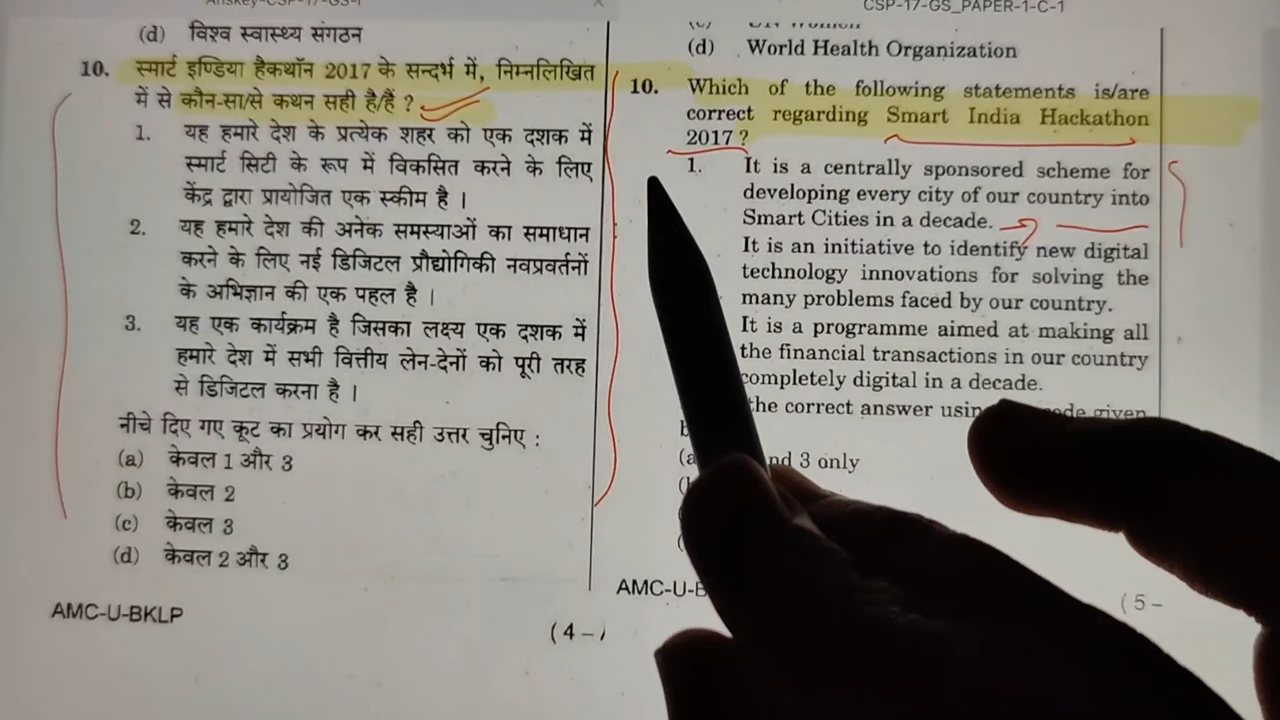 CSP-17-GS_PAPER-1-C-1
(d) विश्व स्वास्थ्य संगठन
10. स्मार्ट इण्डिया हैकथॉन 2017 के सन्दर्भ में, निम्नलिखित
में से कौन-सा/से कथन सही है/हैं ?
1. यह हमारे देश के प्रत्येक शहर को एक दशक में
स्मार्ट सिटी के रूप में विकसित करने के लिए
केंद्र द्वारा प्रायोजित एक स्कीम है ।
2. यह हमारे देश की अनेक समस्याओं का समाधान
करने के लिए नई डिजिटल प्रौद्योगिकी नवप्रवर्तनों
के अभिज्ञान की एक पहल है ।
3. यह एक कार्यक्रम है जिसका लक्ष्य एक दशक में
हमारे देश में सभी वित्तीय लेन-देनों को पूरी तरह
से डिजिटल करना है ।
नीचे दिए गए कूट का प्रयोग कर सही उत्तर चुनिए :
(a) केवल 1 और 3
(b) केवल 2
(c) केवल 3
(d) केवल 2 और 3
AMC-U-BKLP
(4 –
(d) World Health Organization
10. Which of the following statements is/are
correct regarding Smart India Hackathon
2017 ?
1. It is a centrally sponsored scheme for
developing every city of our country into
Smart Cities in a decade.
It is an initiative to identify new digital
technology innovations for solving the
many problems faced by our country.
It is a programme aimed at making all
the financial transactions in our country
completely digital in a decade.
the correct answer given
3 only
AMC-U-B
(5 –